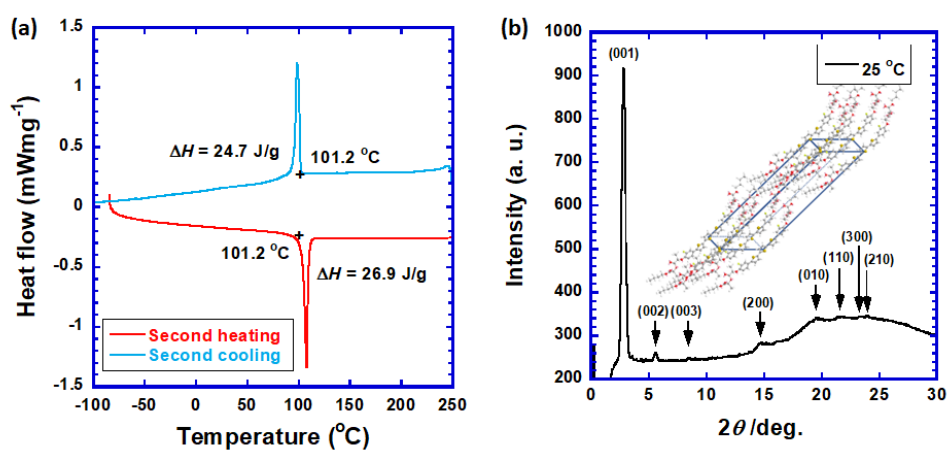 (a)
Heat flow (mWmg⁻¹)
1.5
1
0.5
0
-0.5
-1
-1.5
ΔH = 24.7 J/g
101.2 °C
101.2 °C
ΔH = 26.9 J/g
Second heating
Second cooling
-100 -50 0 50 100 150 200 250
Temperature (°C)
(b)
Intensity (a. u.)
1000
900
800
700
600
500
400
300
200
(001)
25 °C
(300)
(110)
(210)
(010)
(200)
(002)
(003)
0 5 10 15 20 25 30
2θ /deg.